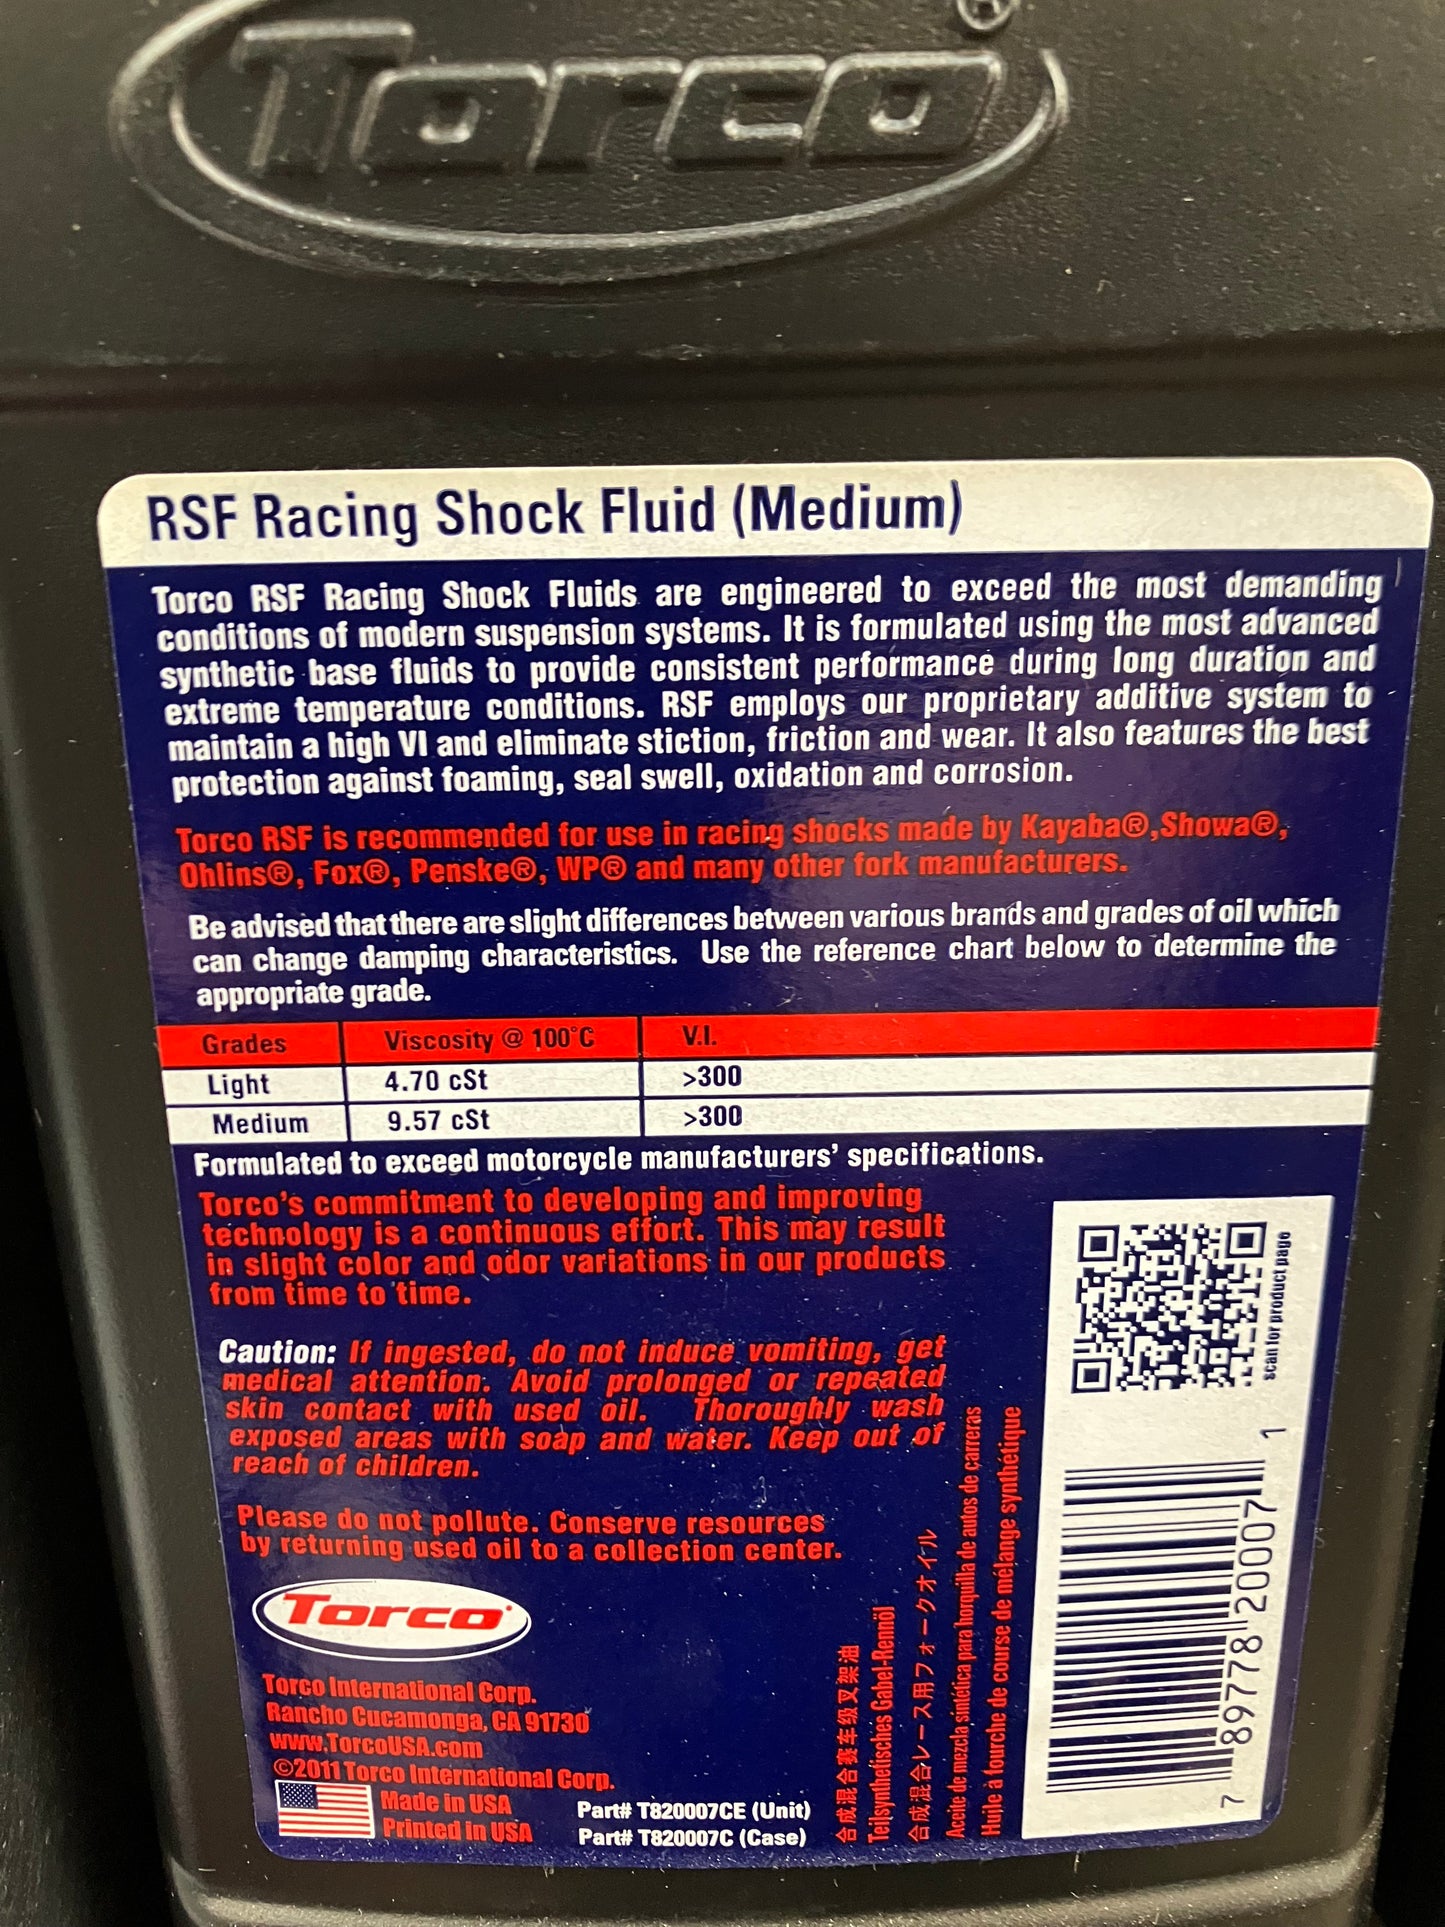 Torco
RSF Racing Shock Fluid (Medium)
Torco RSF Racing Shock Fluids are engineered to exceed the most demanding
conditions of modern suspension systems. It is formulated using the most advanced
synthetic base fluids to provide consistent performance during long duration and
extreme temperature conditions. RSF employs our proprietary additive system to
maintain a high VI and eliminate stiction, friction and wear. It also features the best
protection against foaming, seal swell, oxidation and corrosion.
Torco RSF is recommended for use in racing shocks made by Kayaba®,Showa®,
Ohlins®, Fox®, Penske®, WP® and many other fork manufacturers.
Be advised that there are slight differences between various brands and grades of oil which
can change damping characteristics. Use the reference chart below to determine the
appropriate grade.
Grades Viscosity @ 100°C V.I.
Light 4.70 cSt >300
Medium 9.57 cSt >300
Formulated to exceed motorcycle manufacturers' specifications.
Torco's commitment to developing and improving
technology is a continuous effort. This may result
in slight color and odor variations in our products
from time to time.
Caution: If ingested, do not induce vomiting, get
medical attention. Avoid prolonged or repeated
skin contact with used oil. Thoroughly wash
exposed areas with soap and water. Keep out of
reach of children.
Please do not pollute. Conserve resources
by returning used oil to a collection center.
Torco
Torco International Corp.
Rancho Cucamonga, CA 91730
www.TorcoUSA.com
©2011 Torco International Corp.
Made in USA
Printed in USA
Part# T820007CE (Unit)
Part# T820007C (Case)
合成混合赛车级叉架油
Teilsynthetisches Gabel-Rennöl
合成混合レース用フォークオイル
Aceite de mezcla sintética para horquilla de autos de carreras
Huile à fourche de course de mélange synthétique
scan for product page
7 89778 20007 1